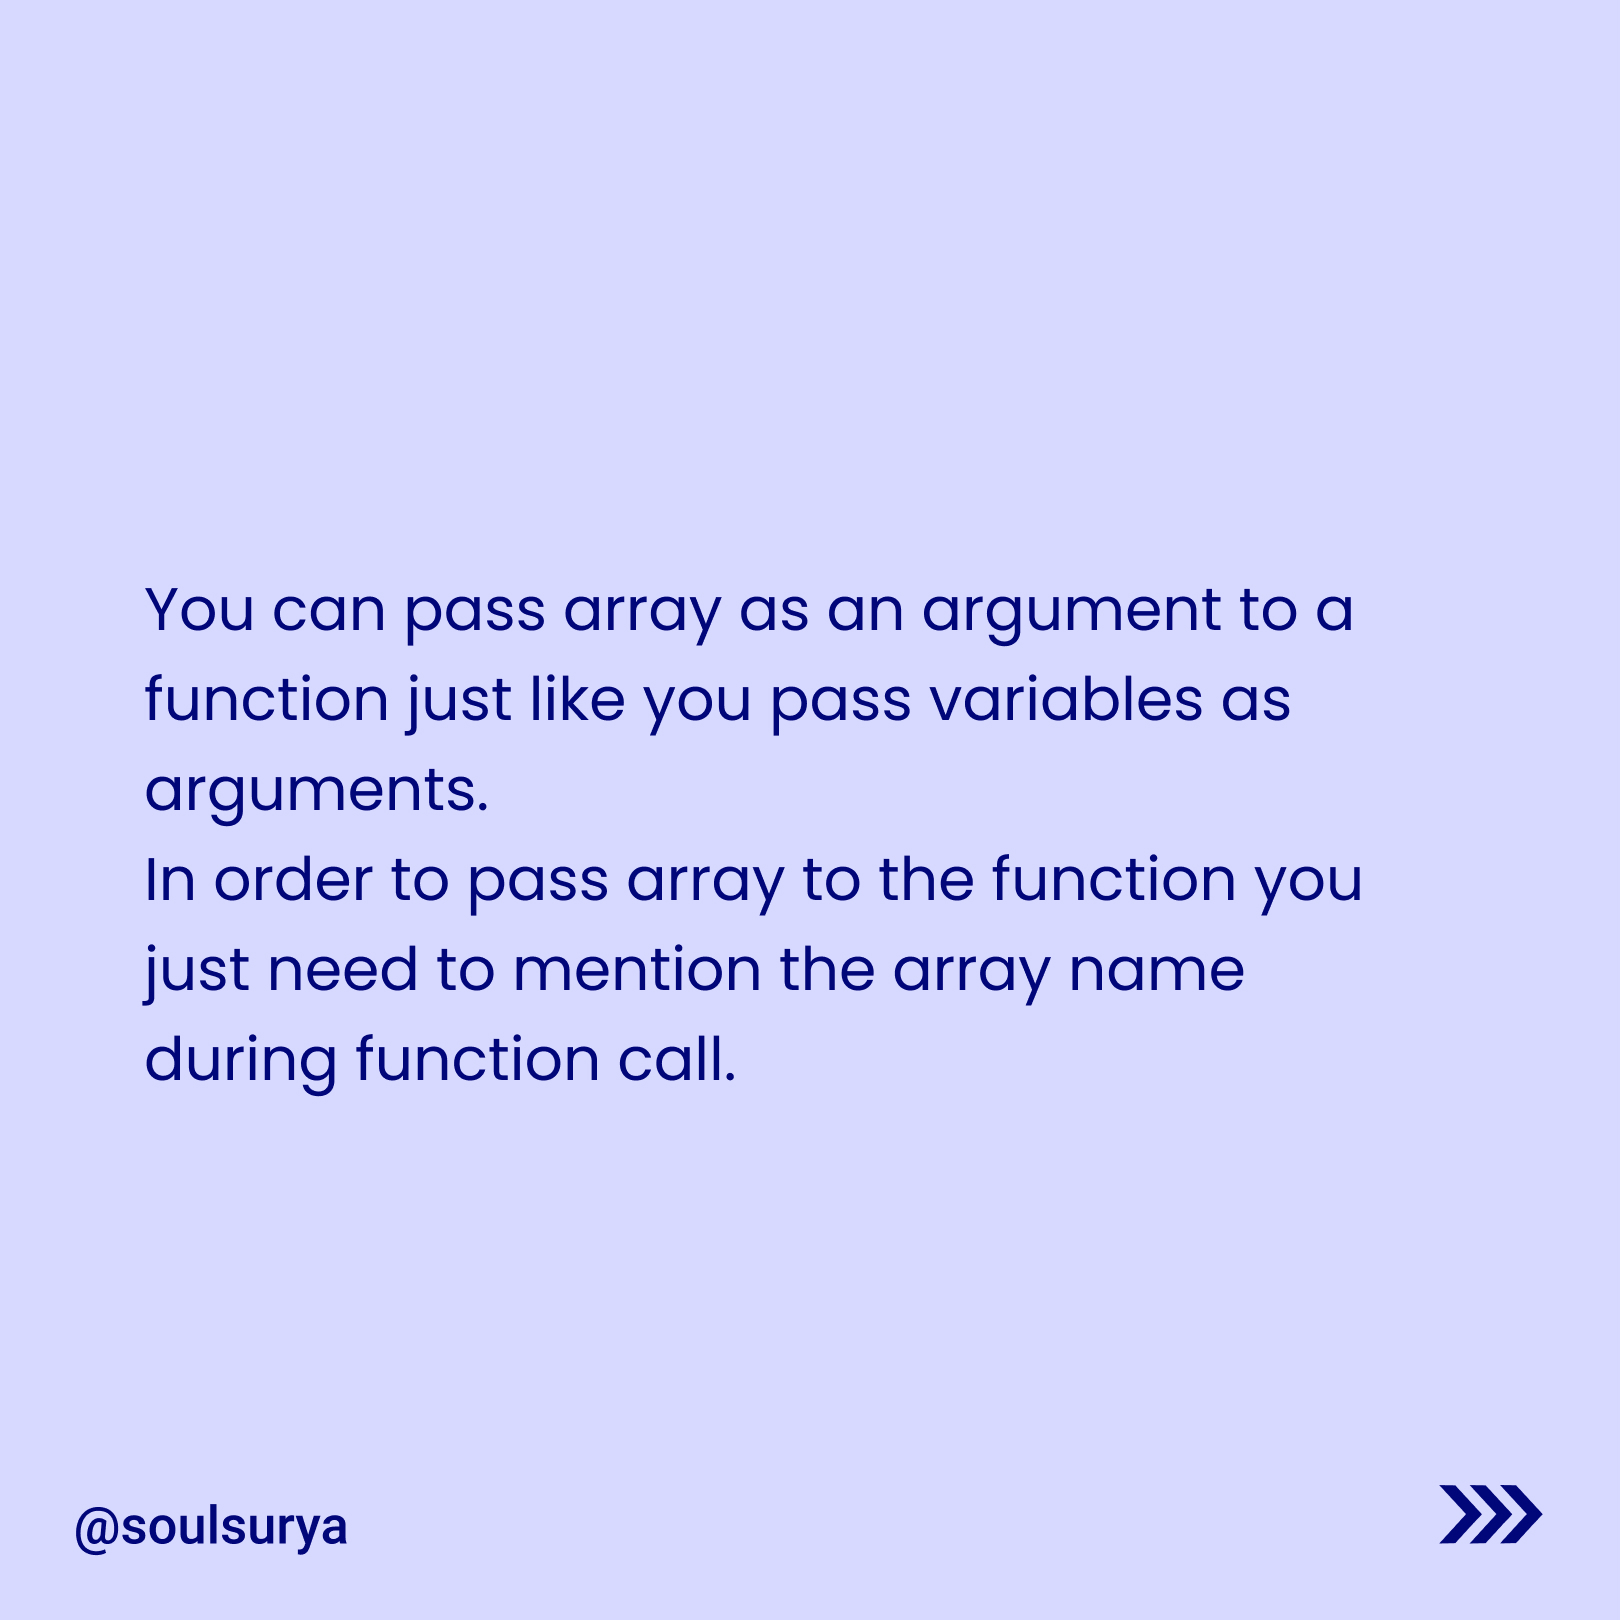 You can pass array as an argument to a
function just like you pass variables as
arguments.
In order to pass array to the function you
just need to mention the array name
during function call.
@soulsurya